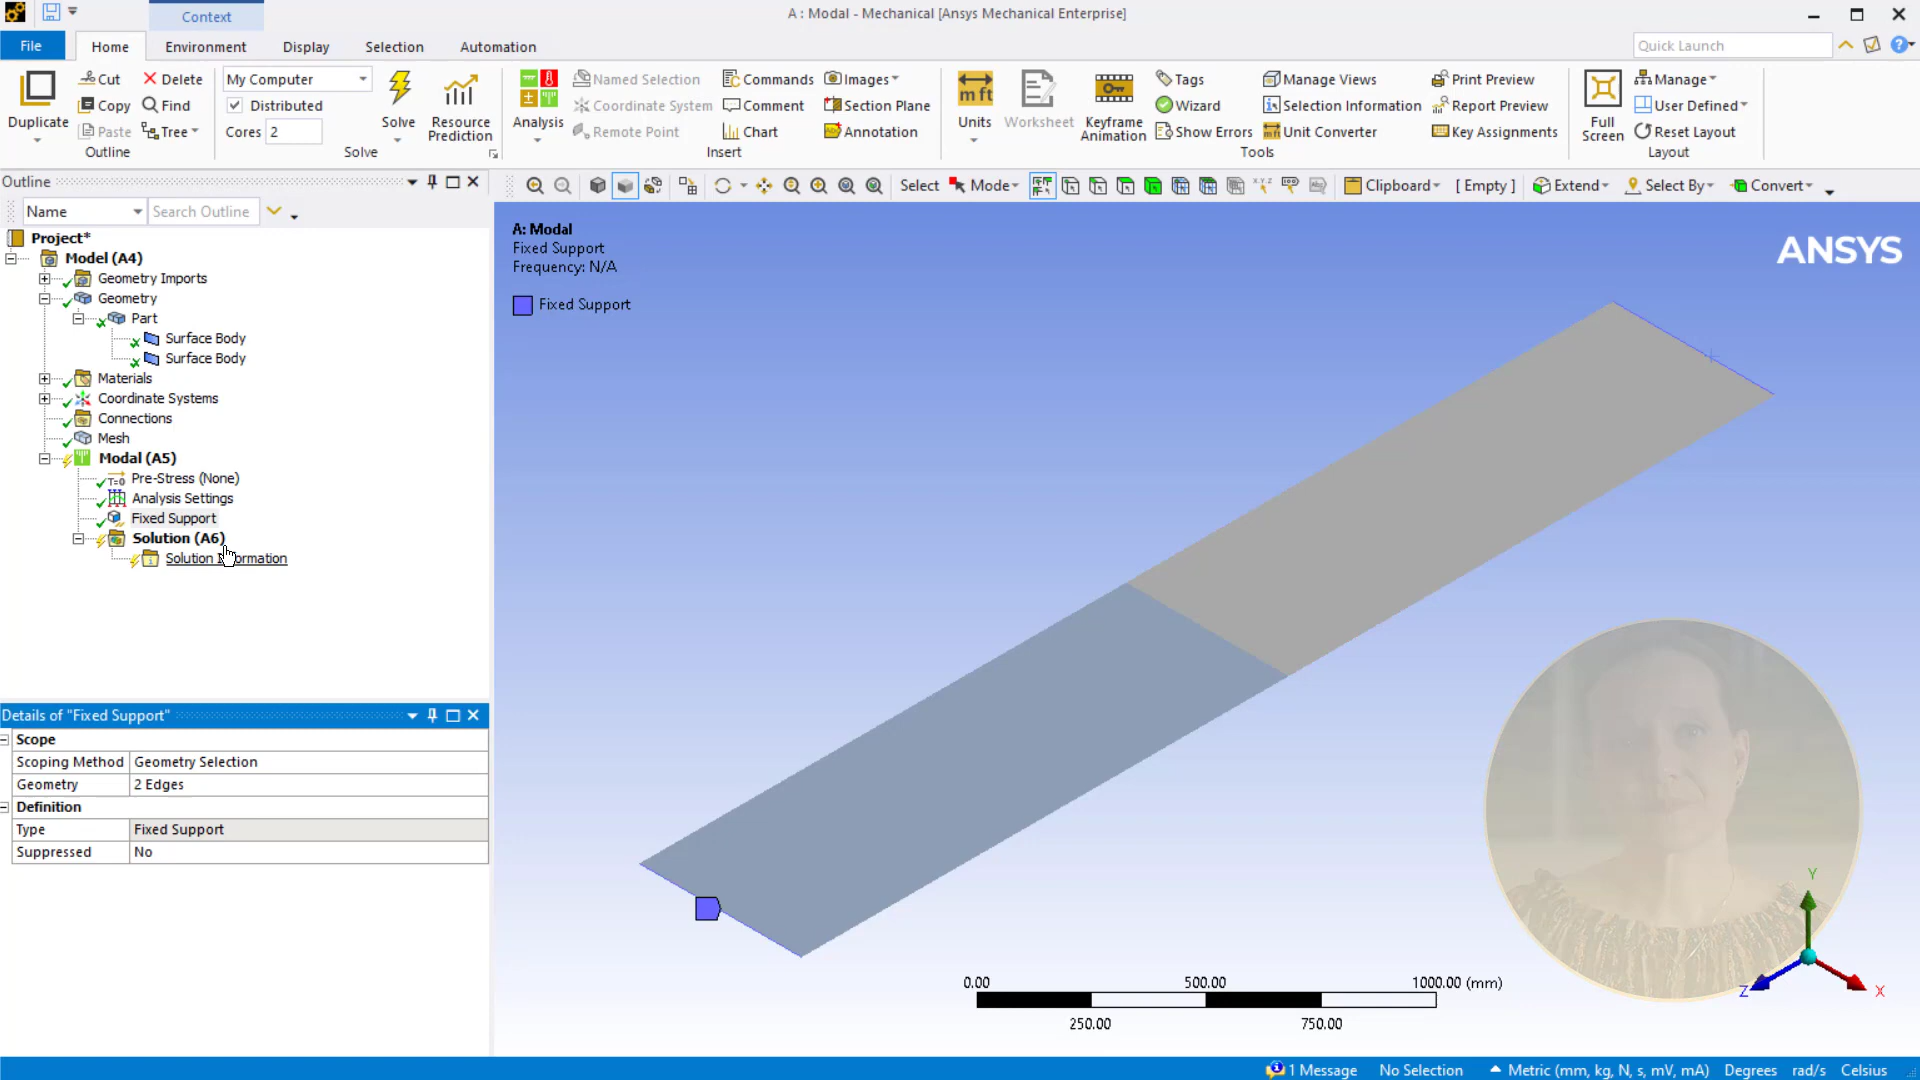 Context
A : Modal - Mechanical [Ansys Mechanical Enterprise]
File
Home
Environment
Display
Selection
Automation
Quick Launch
Duplicate
Cut
Delete
Copy
Find
Paste
Tree
Outline
My Computer
Distributed
Cores 2
Solve
Resource Prediction
Solve
Analysis
Named Selection
Commands
Images
Coordinate System
Comment
Section Plane
Remote Point
Chart
Annotation
Insert
Units
Worksheet
Keyframe Animation
Tags
Wizard
Show Errors
Manage Views
Selection Information
Unit Converter
Print Preview
Report Preview
Key Assignments
Tools
Full Screen
Manage
User Defined
Reset Layout
Layout
Outline
Name
Search Outline
Select
Mode
Clipboard
[ Empty ]
Extend
Select By
Convert
Project*
Model (A4)
Geometry Imports
Geometry
Part
Surface Body
Surface Body
Materials
Coordinate Systems
Connections
Mesh
Modal (A5)
Pre-Stress (None)
Analysis Settings
Fixed Support
Solution (A6)
Solution Information
Details of "Fixed Support"
Scope
Scoping Method Geometry Selection
Geometry 2 Edges
Definition
Type Fixed Support
Suppressed No
A: Modal
Fixed Support
Frequency: N/A
Fixed Support
ANSYS
0.00 500.00 1000.00 (mm)
250.00 750.00
Y
Z
X
1 Message
No Selection
Metric (mm, kg, N, s, mV, mA)
Degrees
rad/s
Celsius